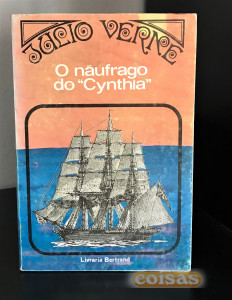 JÚLIO VERNE
O náufrago
do "Cynthia"
Livraria Bertrand
coisas